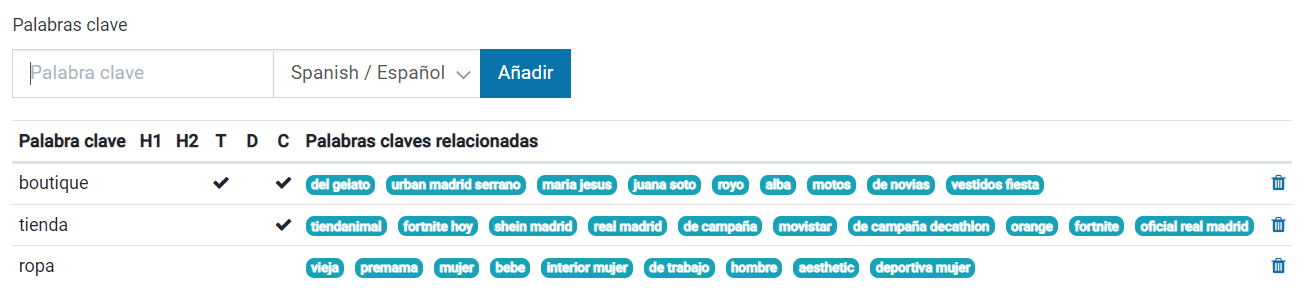 Palabras clave
Palabra clave Spanish / Español Añadir
Palabra clave H1 H2 T D C Palabras claves relacionadas
boutique del gelato urban madrid serrano maria jesus juana soto royo alba motos de novias vestidos fiesta
tienda tiendanimal fortnite hoy shein madrid real madrid de campaña movistar de campaña decathlon orange fortnite oficial real madrid
ropa vieja premama mujer bebe interior mujer de trabajo hombre aesthetic deportiva mujer